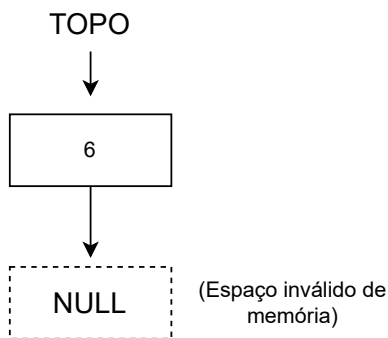 TOPO
6
NULL
(Espaço inválido de
memória)